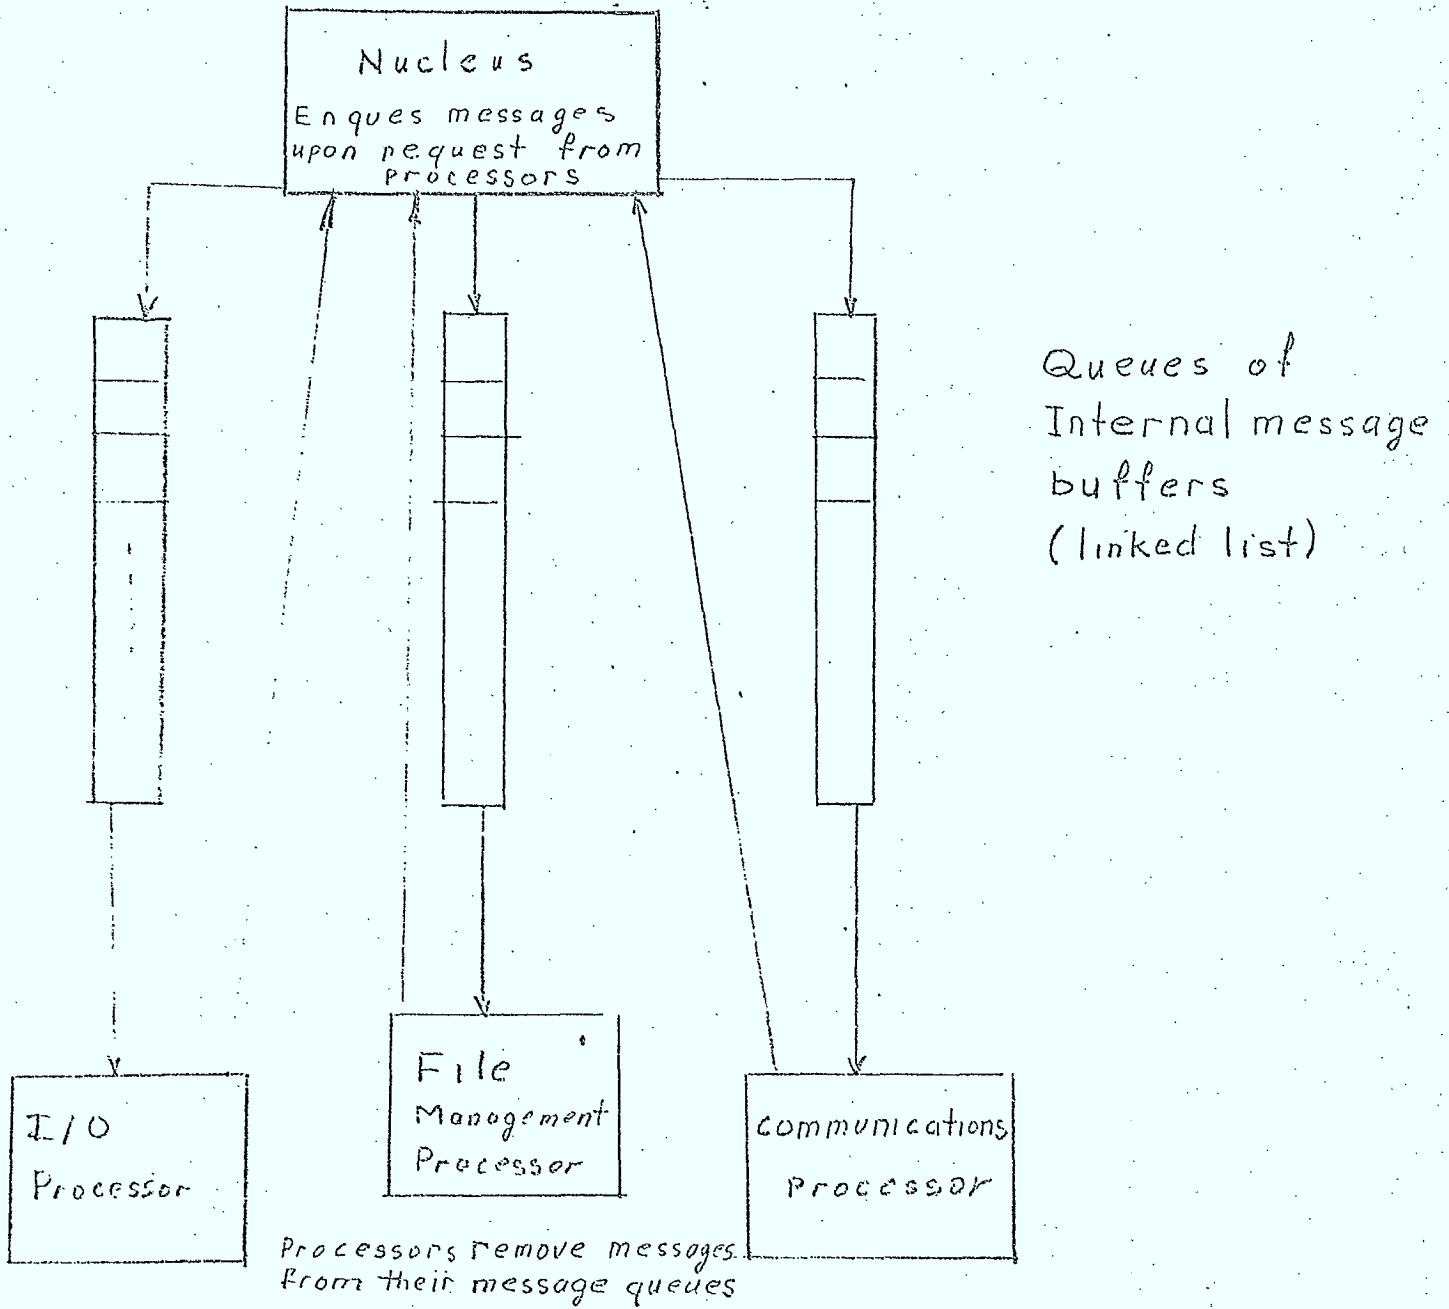 Nucleus
Enques messages
upon request from
processors
Queues of
Internal message
buffers
(linked list)
I/O
Processor
File
Management
Processor
communications
processor
Processors remove messages
from their message queues